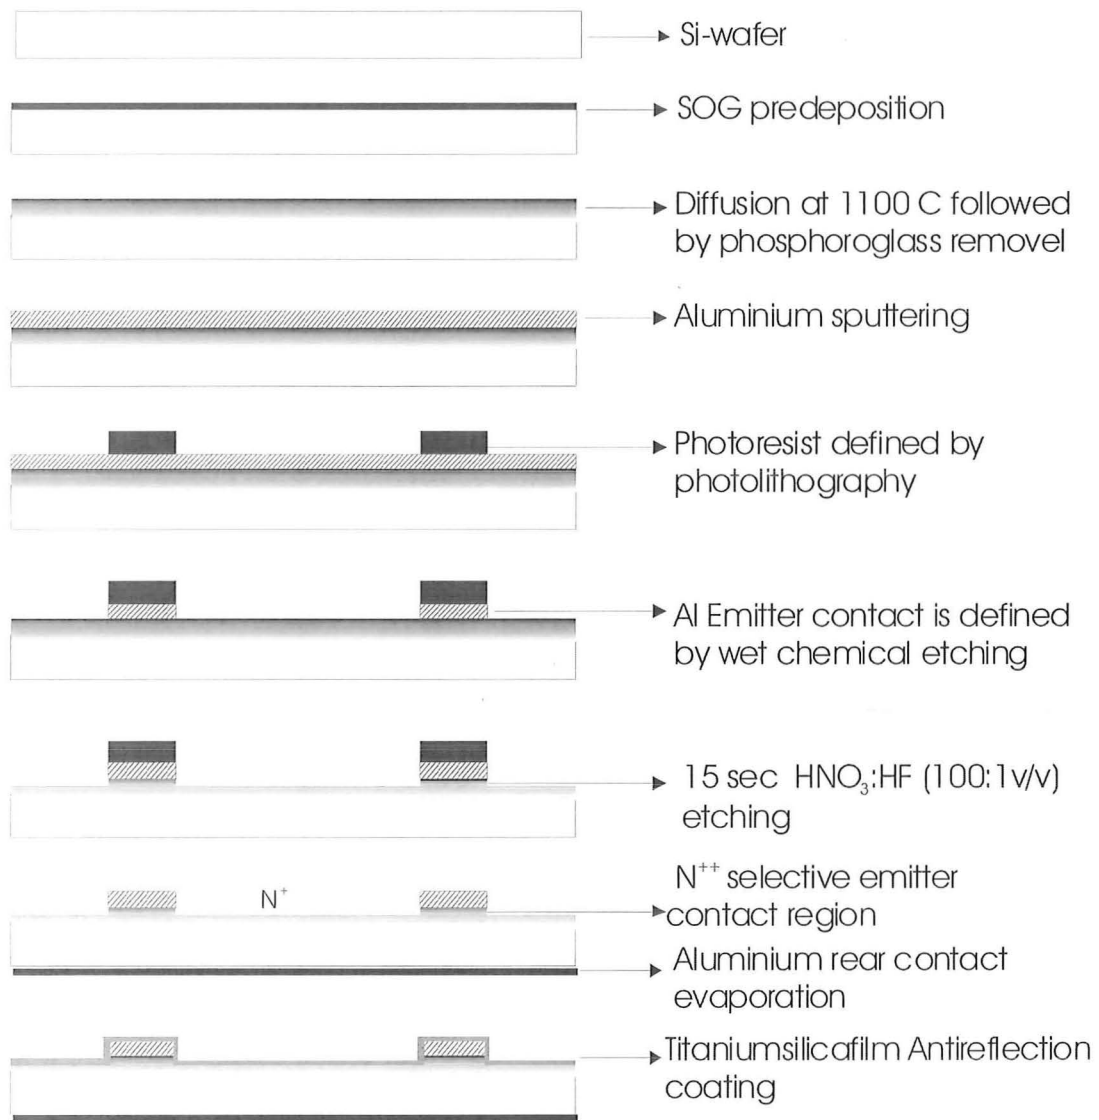 Si-wafer
SOG predeposition
Diffusion at 1100 C followed
by phosphoroglass removel
Aluminium sputtering
Photoresist defined by
photolithography
Al Emitter contact is defined
by wet chemical etching
15 sec HNO₃:HF (100:1v/v)
etching
N⁺
N⁺⁺ selective emitter
contact region
Aluminium rear contact
evaporation
Titaniumsilicafilm Antireflection
coating